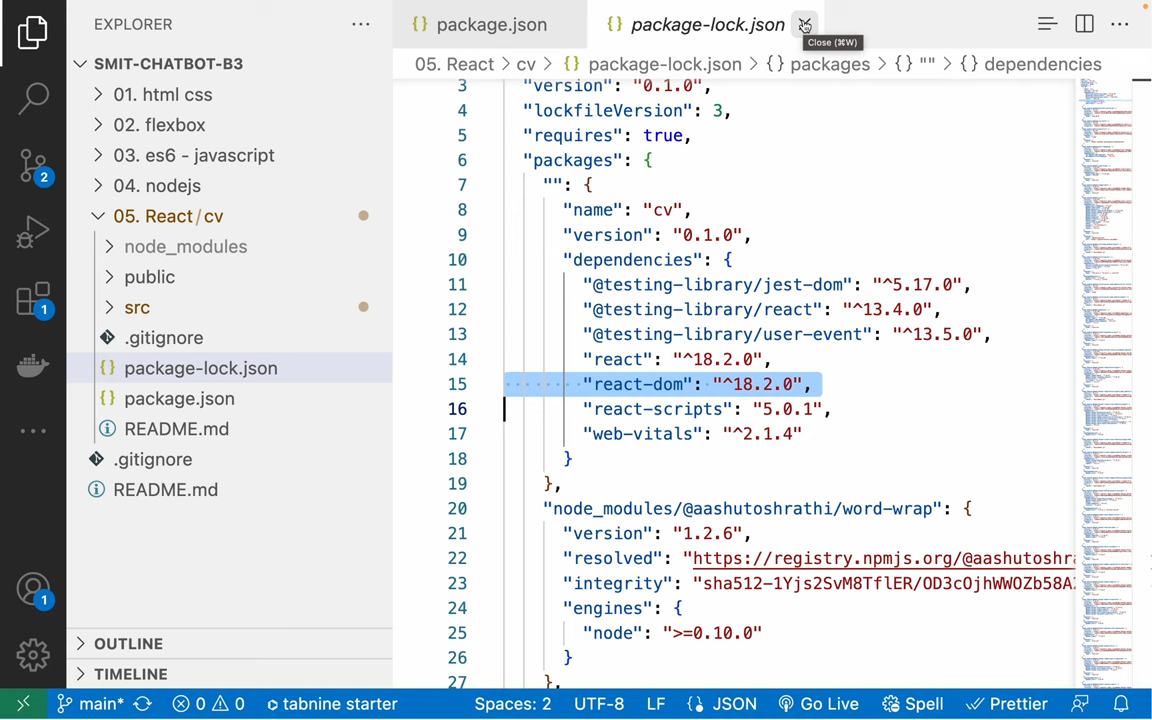 EXPLORER
SMIT-CHATBOT-B3
01. html css
02. flexbox
03. es6 - javascript
04. nodejs
05. React / cv
node_modules
public
src
.gitignore
{} package-lock.json
{} package.json
README.md
.gitignore
README.md
OUTLINE
TIMELINE
2
1
1
{} package.json
{} package-lock.json
Close (⌘W)
05. React > cv > {} package-lock.json > {} packages > {} "" > {} dependencies
3 "version": "0.1.0",
4 "lockfileVersion": 3,
5 "requires": true,
6 "packages": {
7 "": {
8 "name": "cv",
9 "version": "0.1.0",
10 "dependencies": {
11 "@testing-library/jest-dom": "^5.17.0",
12 "@testing-library/react": "^13.4.0",
13 "@testing-library/user-event": "^13.5.0",
14 "react": "^18.2.0",
15 "react-dom": "^18.2.0",
16 "react-scripts": "5.0.1",
17 "web-vitals": "^2.1.4"
18 }
19 },
20 "node_modules/@aashutoshrathi/word-wrap": {
21 "version": "1.2.6",
22 "resolved": "https://registry.npmjs.org/@aashutoshra
23 "integrity": "sha512-1Yjs2SvM8TflER/OD3cOjhWWOZb58A
24 "engines": {
25 "node": ">=0.10.0"
26 }
27 },
main* 0 0 tabnine starter Spaces: 2 UTF-8 LF {} JSON Go Live Spell Prettier